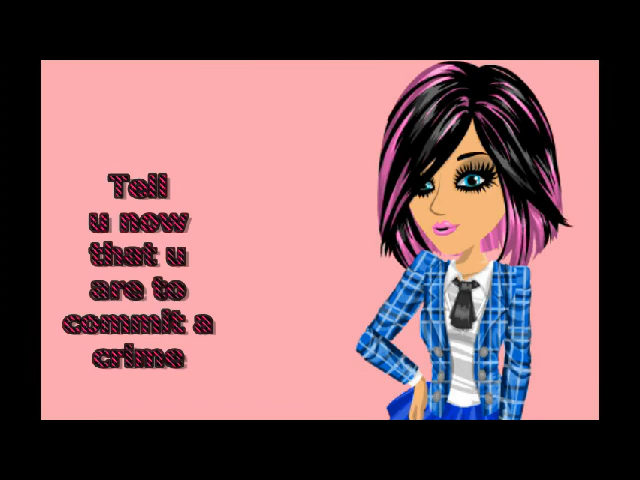 Tell
u now
that u
are to
commit a
crime